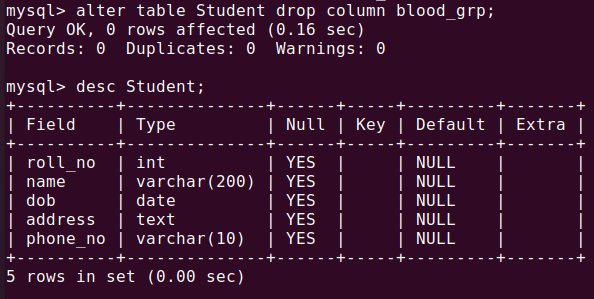 mysql> alter table Student drop column blood_grp;
Query OK, 0 rows affected (0.16 sec)
Records: 0  Duplicates: 0  Warnings: 0

mysql> desc Student;
+----------+--------------+------+-----+---------+-------+
| Field    | Type         | Null | Key | Default | Extra |
+----------+--------------+------+-----+---------+-------+
| roll_no  | int          | YES  |     | NULL    |       |
| name     | varchar(200) | YES  |     | NULL    |       |
| dob      | date         | YES  |     | NULL    |       |
| address  | text         | YES  |     | NULL    |       |
| phone_no | varchar(10)  | YES  |     | NULL    |       |
+----------+--------------+------+-----+---------+-------+
5 rows in set (0.00 sec)